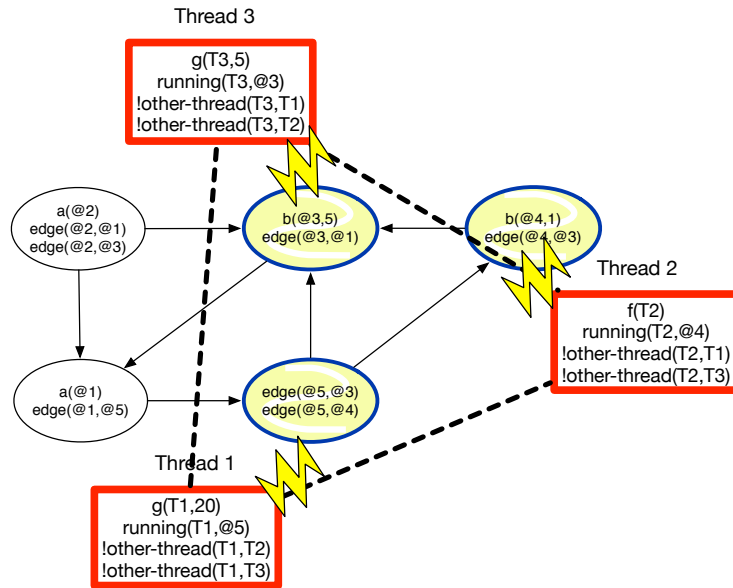 Thread 3
g(T3,5)
running(T3,@3)
!other-thread(T3,T1)
!other-thread(T3,T2)
a(@2)
edge(@2,@1)
edge(@2,@3)
b(@3,5)
edge(@3,@1)
b(@4,1)
edge(@4,@3)
Thread 2
f(T2)
running(T2,@4)
!other-thread(T2,T1)
!other-thread(T2,T3)
a(@1)
edge(@1,@5)
edge(@5,@3)
edge(@5,@4)
Thread 1
g(T1,20)
running(T1,@5)
!other-thread(T1,T2)
!other-thread(T1,T3)